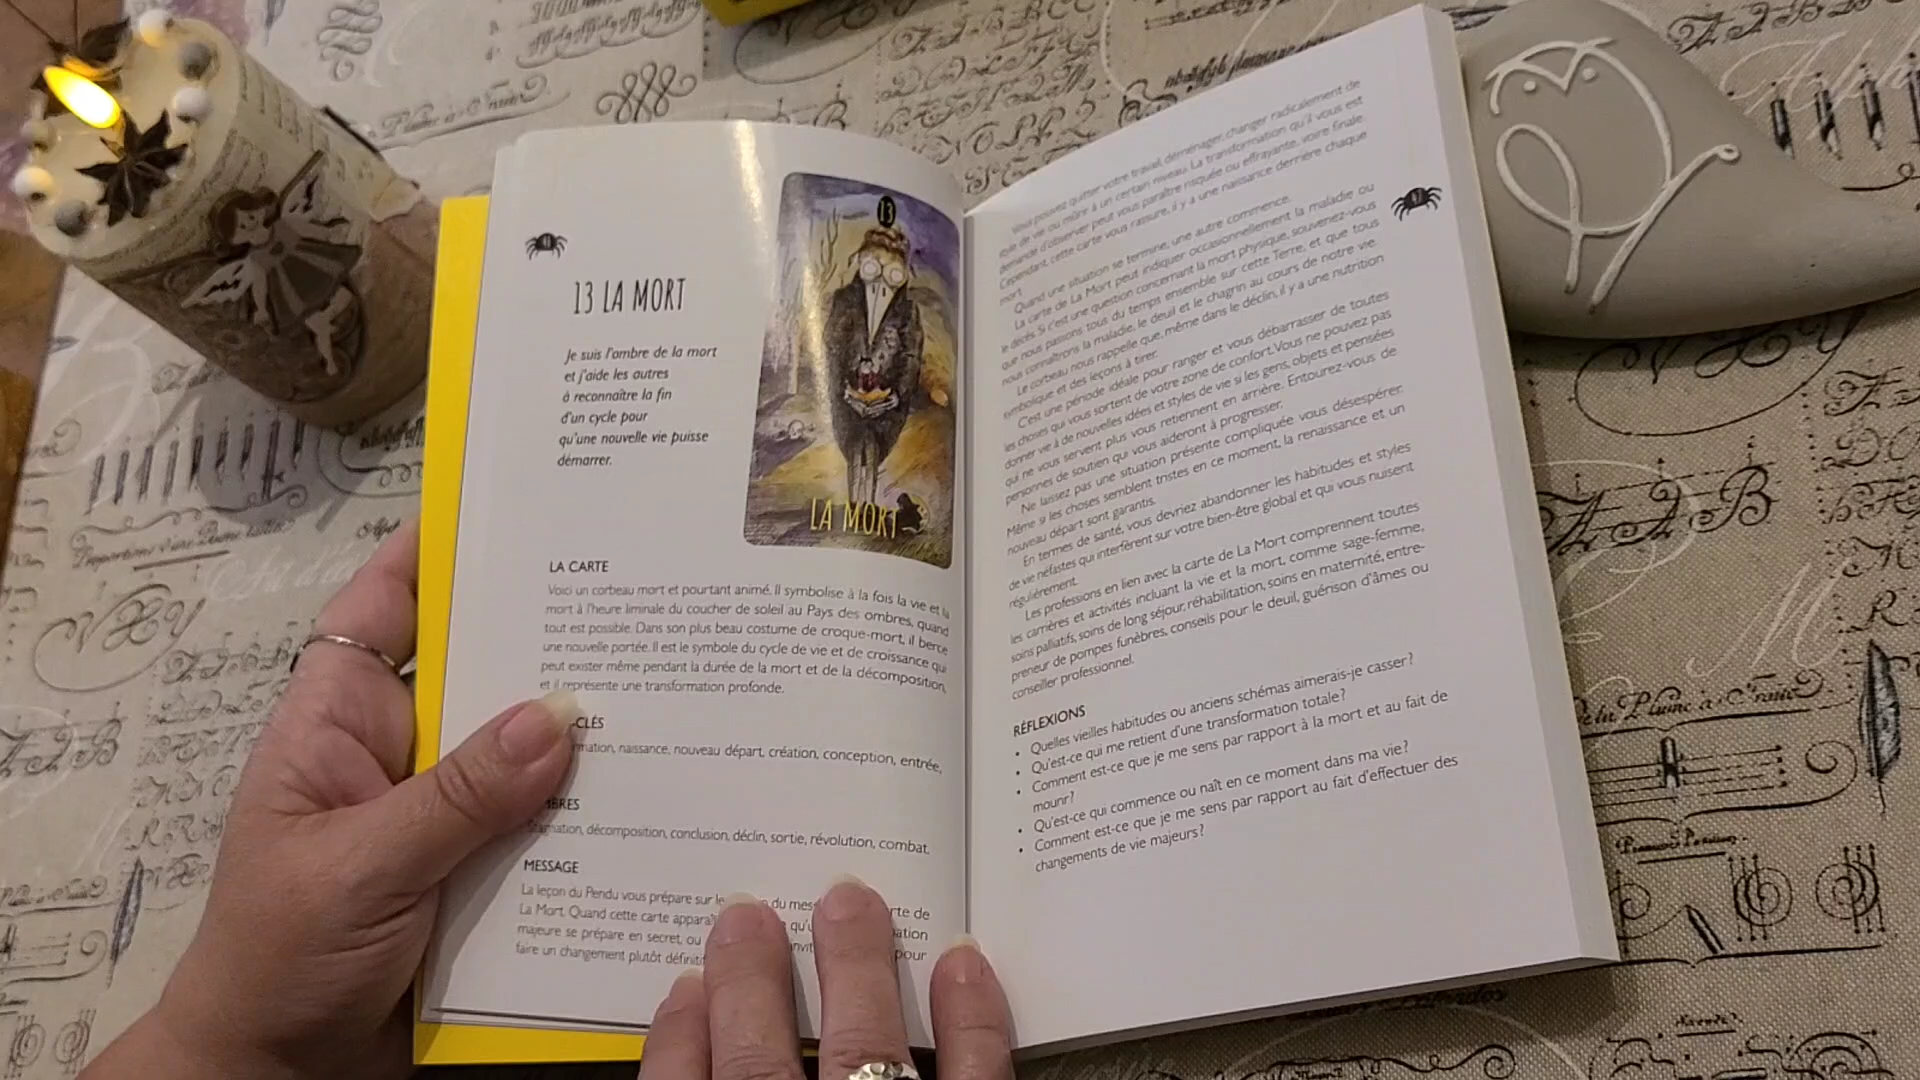 13 LA MORT
Je suis l'ombre de la mort
et j'aide les autres
à reconnaître la fin
d'un cycle pour
qu'une nouvelle vie puisse
démarrer.
13
LA MORT
LA CARTE
Voici un corbeau mort et pourtant animé. Il symbolise à la fois la vie et la
mort à l'heure liminale du coucher de soleil au Pays des ombres, quand
tout est possible. Dans son plus beau costume de croque-mort, il berce
une nouvelle portée. Il est le symbole du cycle de vie et de croissance qui
peut exister même pendant la durée de la mort et de la décomposition,
et il représente une transformation profonde.
-CLÉS
naissance, nouveau départ, création, conception, entrée,
décomposition, conclusion, déclin, sortie, révolution, combat.
MESSAGE
La leçon du Pendu vous prépare sur le du
La Mort. Quand cette carte
majeure se prépare en secret, ou pour
faire un changement plutôt
Vous pouvez quitter votre travail, déménager, changer radicalement de
style de vie ou mûrir à un certain niveau. La transformation qu'il vous est
demandé d'observer peut vous paraître risquée ou effrayante, voire finale.
Cependant, cette carte vous rassure, il y a une naissance derrière chaque
mort.
Quand une situation se termine, une autre commence.
La carte de La Mort peut indiquer occasionnellement la maladie ou
le décès. Si c'est une question concernant la mort physique, souvenez-vous
que nous passons tous du temps ensemble sur cette Terre, et que tous
nous connaîtrons la maladie, le deuil et le chagrin au cours de notre vie.
Le corbeau nous rappelle que, même dans le déclin, il y a une nutrition
symbolique et des leçons à tirer.
C'est une période idéale pour ranger et vous débarrasser de toutes
les choses qui vous sortent de votre zone de confort. Vous ne pouvez pas
donner vie à de nouvelles idées et styles de vie si les gens, objets et pensées
qui ne vous servent plus vous retiennent en arrière. Entourez-vous de
personnes de soutien qui vous aideront à progresser.
Ne laissez pas une situation présente compliquée vous désespérer.
Même si les choses semblent tristes en ce moment, la renaissance et un
nouveau départ sont garantis.
En termes de santé, vous devriez abandonner les habitudes et styles
de vie néfastes qui interfèrent sur votre bien-être global et qui vous nuisent
régulièrement.
Les professions en lien avec la carte de La Mort comprennent toutes
les carrières et activités incluant la vie et la mort, comme sage-femme,
soins palliatifs, soins de long séjour, réhabilitation, soins en maternité, entre-
preneur de pompes funèbres, conseils pour le deuil, guérison d'âmes ou
conseiller professionnel.
RÉFLEXIONS
• Quelles vieilles habitudes ou anciens schémas aimerais-je casser ?
• Qu'est-ce qui me retient d'une transformation totale ?
• Comment est-ce que je me sens par rapport à la mort et au fait de
mourir ?
• Qu'est-ce qui commence ou naît en ce moment dans ma vie ?
• Comment est-ce que je me sens par rapport au fait d'effectuer des
changements de vie majeurs ?